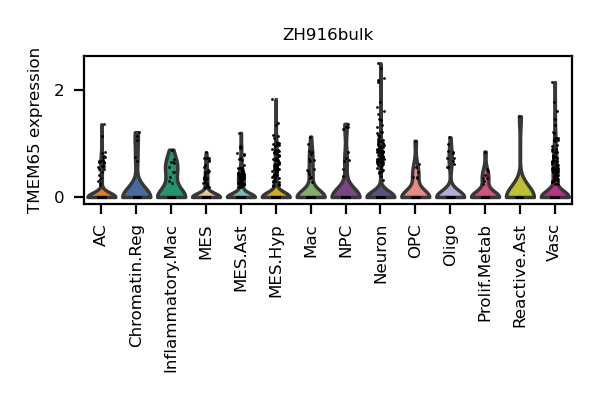 ZH916bulk
TMEM65 expression
2
0
AC
Chromatin.Reg
Inflammatory.Mac
MES
MES.Ast
MES.Hyp
Mac
NPC
Neuron
OPC
Oligo
Prolif.Metab
Reactive.Ast
Vasc